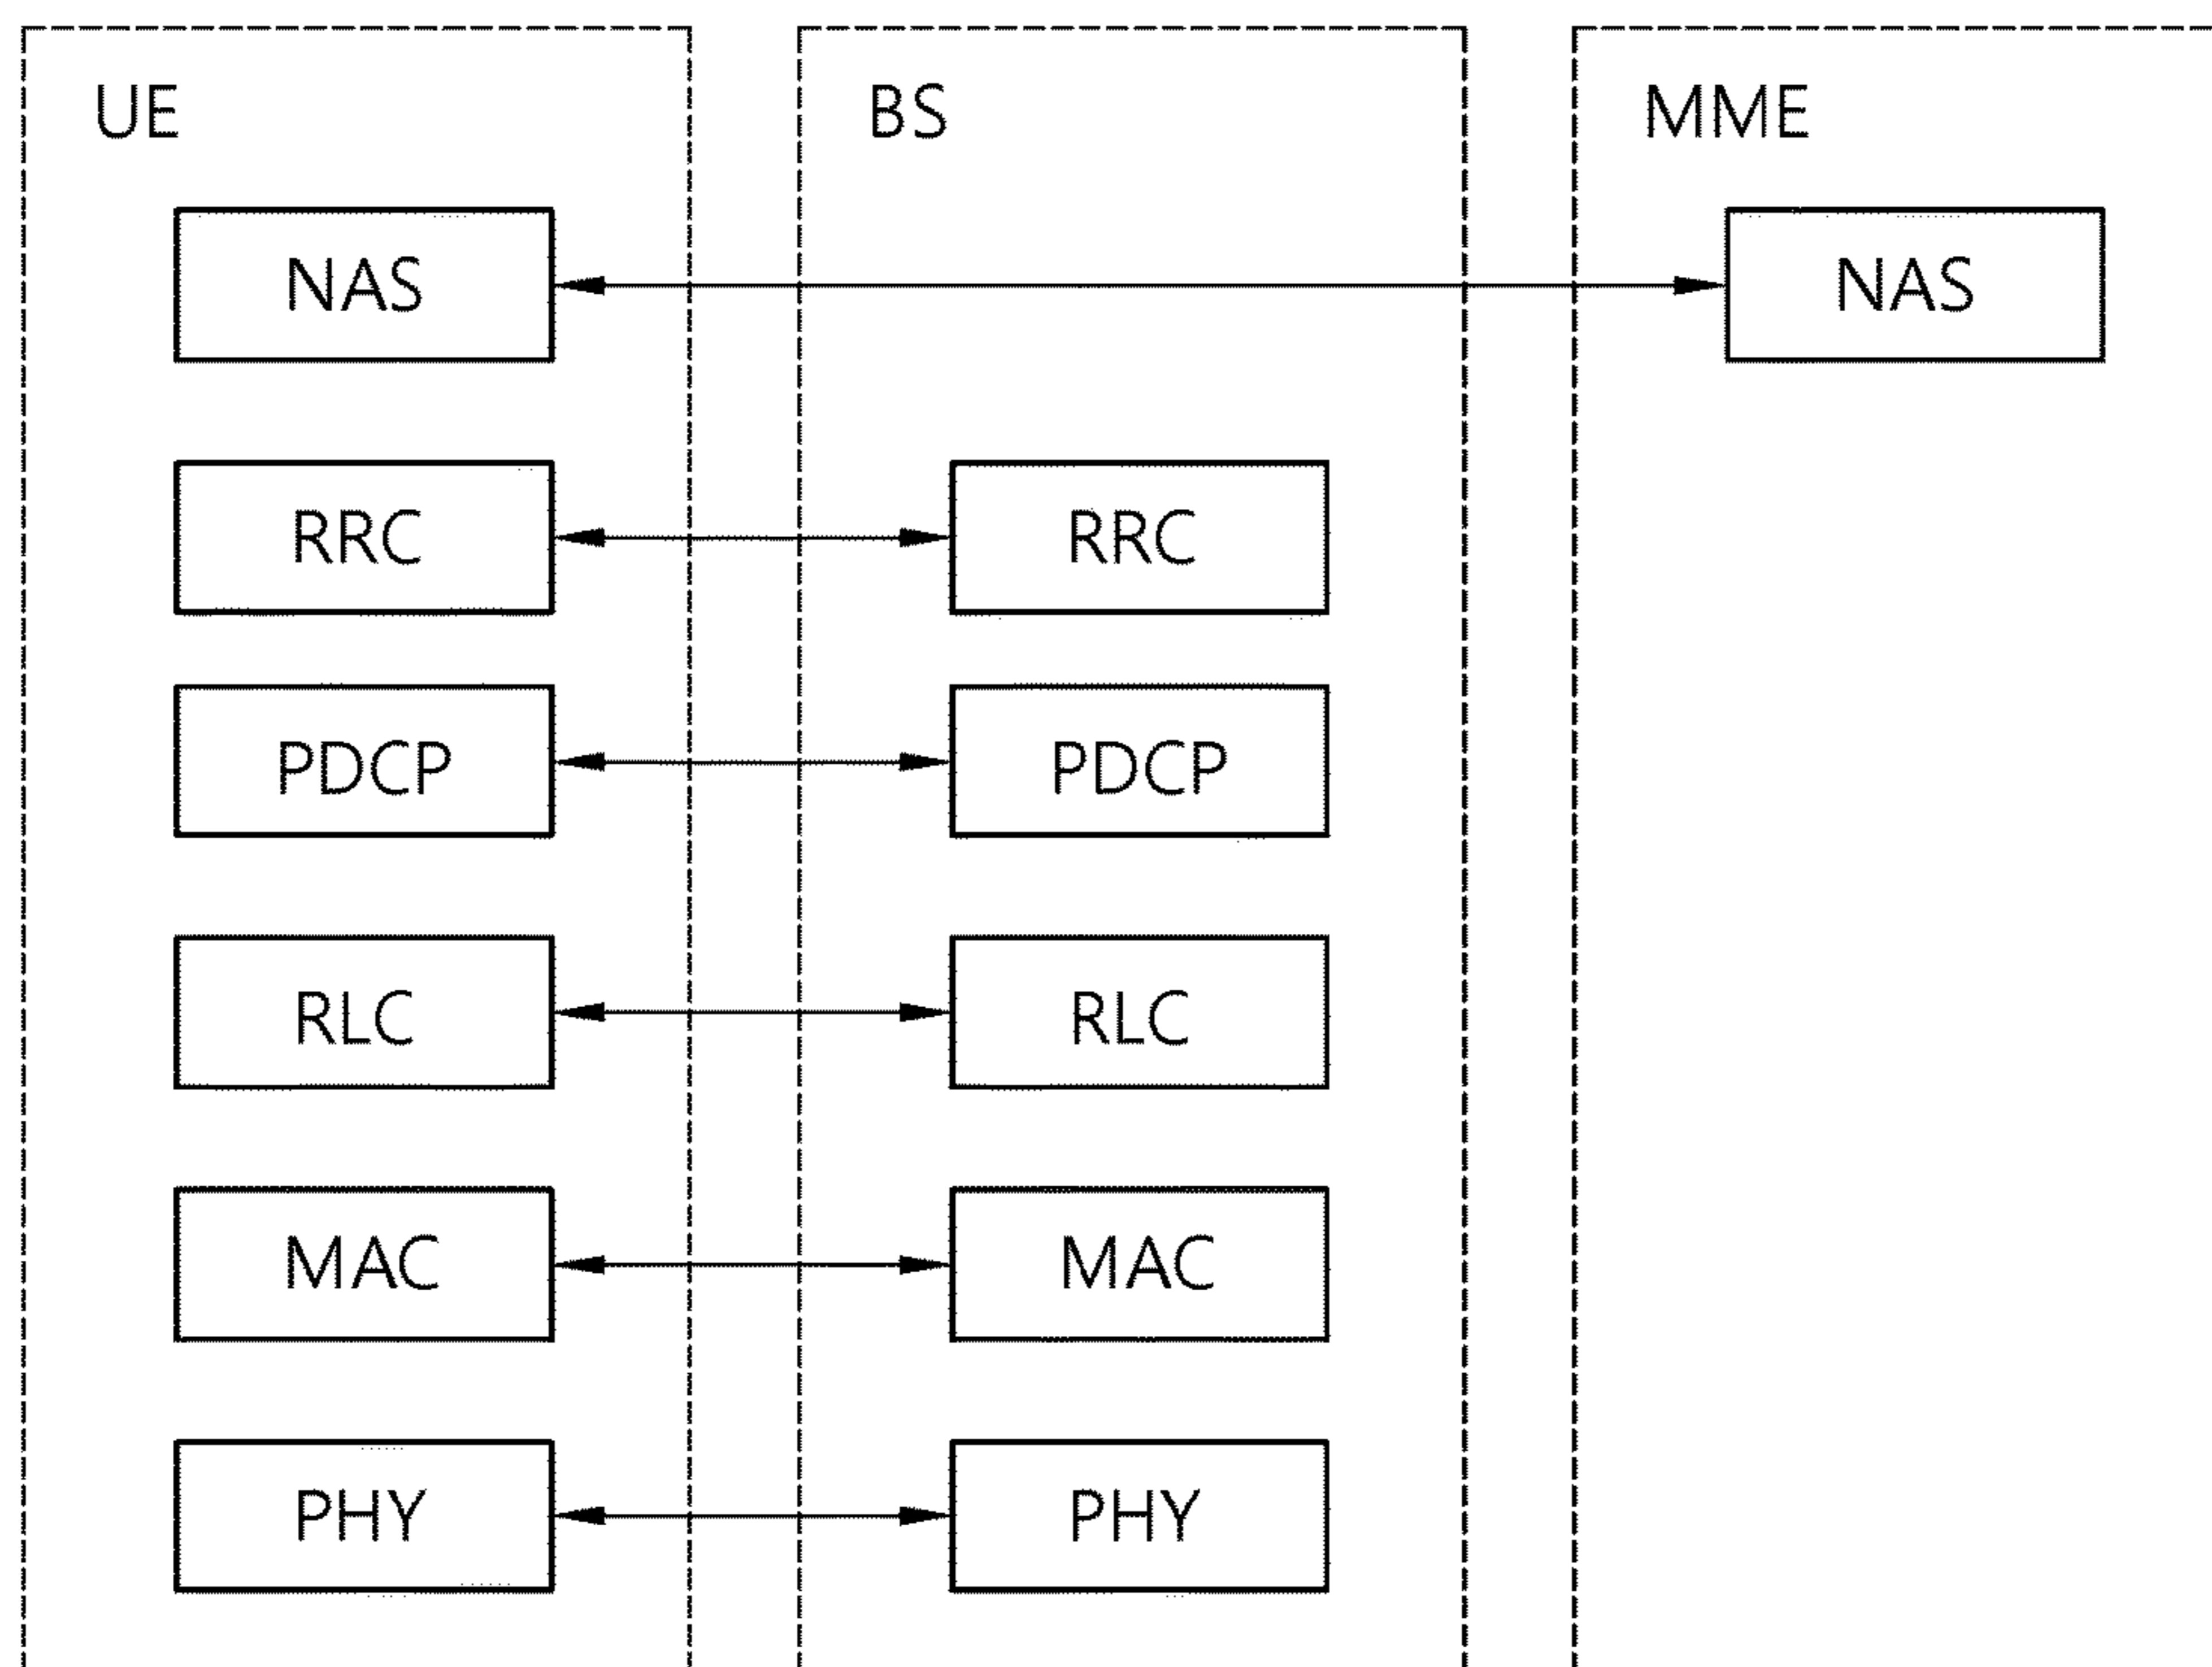 UE BS MME
NAS NAS
RRC RRC
PDCP PDCP
RLC RLC
MAC MAC
PHY PHY